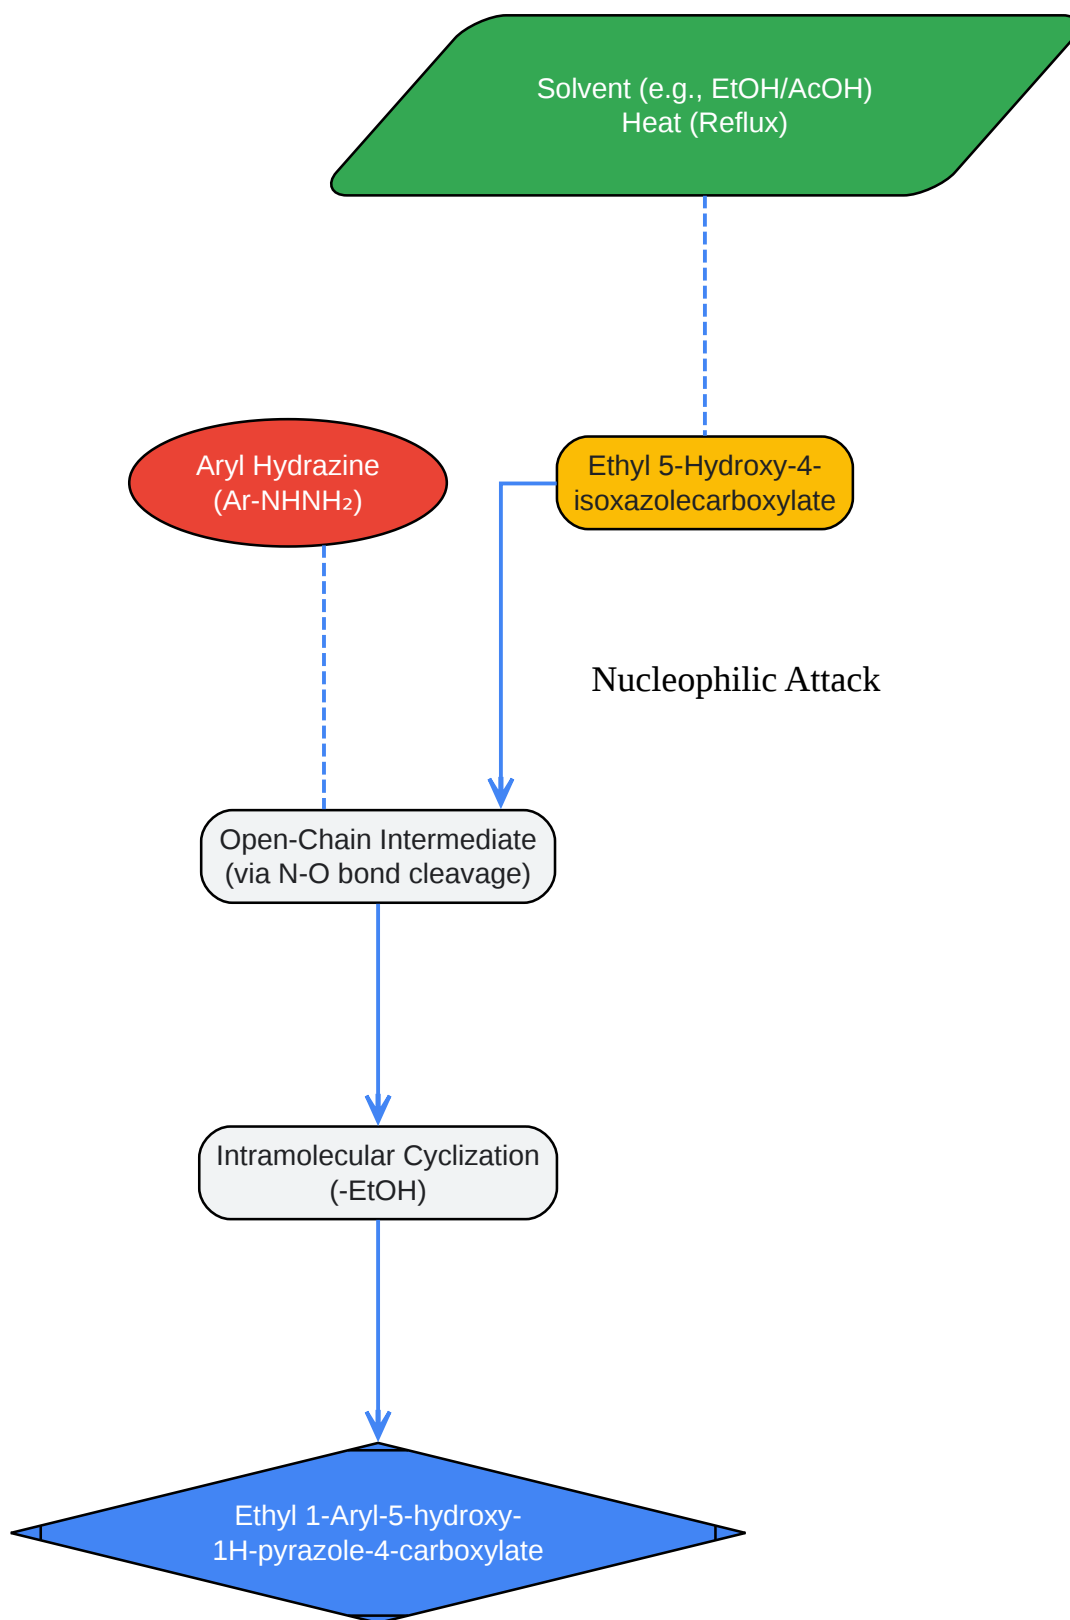 Solvent (e.g., EtOH/AcOH)
Heat (Reflux)
Aryl Hydrazine
(Ar-NHNH₂)
Ethyl 5-Hydroxy-4-
isoxazolecarboxylate
Nucleophilic Attack
Open-Chain Intermediate
(via N-O bond cleavage)
Intramolecular Cyclization
(-EtOH)
Ethyl 1-Aryl-5-hydroxy-
1H-pyrazole-4-carboxylate